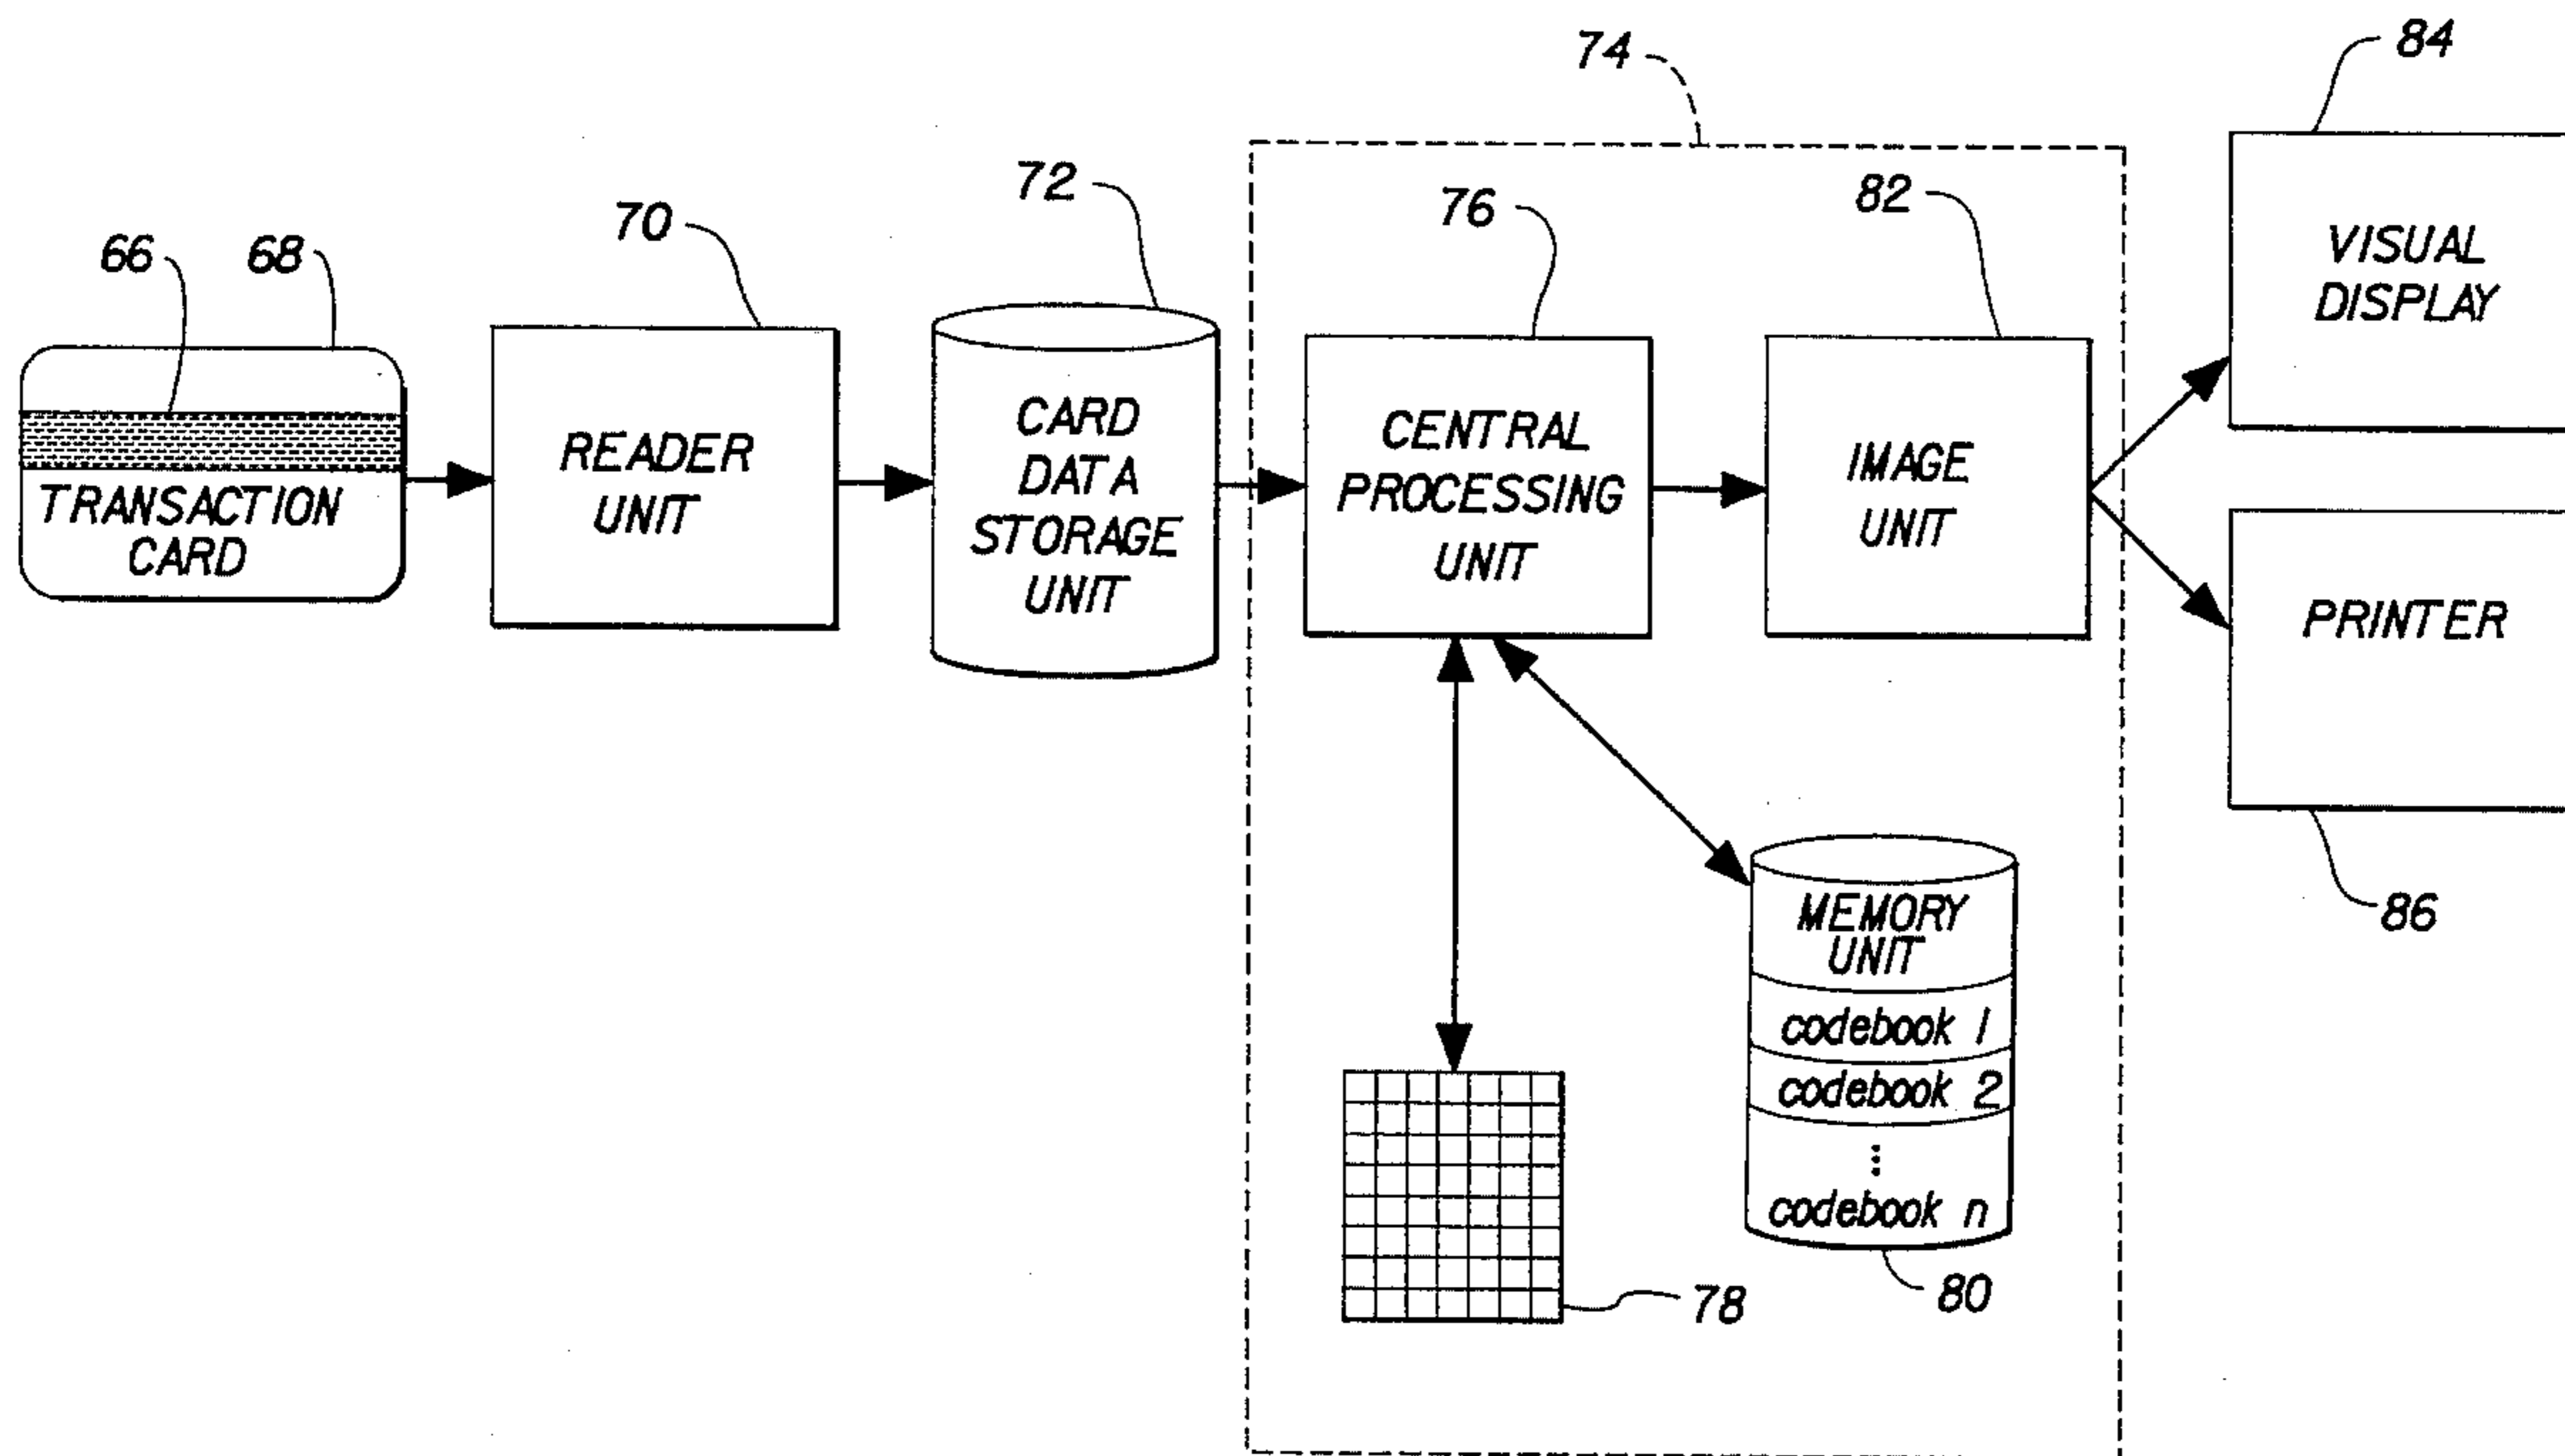 74
84
72
76
82
70
66
68
VISUAL
DISPLAY
TRANSACTION
CARD
READER
UNIT
CARD
DATA
STORAGE
UNIT
CENTRAL
PROCESSING
UNIT
IMAGE
UNIT
PRINTER
86
MEMORY
UNIT
codebook 1
codebook 2
⋮
codebook n
78
80